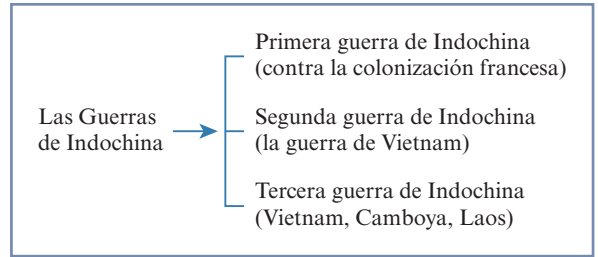 Las Guerras
de Indochina
Primera guerra de Indochina
(contra la colonización francesa)
Segunda guerra de Indochina
(la guerra de Vietnam)
Tercera guerra de Indochina
(Vietnam, Camboya, Laos)